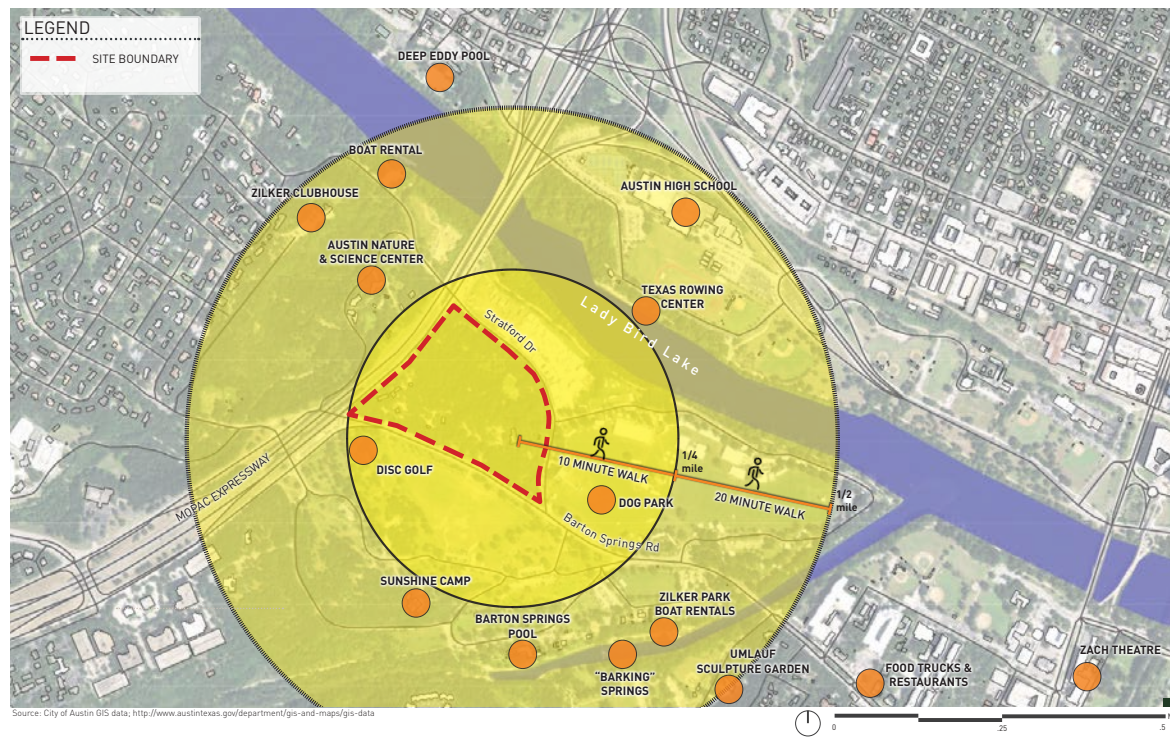 LEGEND
SITE BOUNDARY
DEEP EDDY POOL
BOAT RENTAL
ZILKER CLUBHOUSE
AUSTIN HIGH SCHOOL
AUSTIN NATURE
& SCIENCE CENTER
TEXAS ROWING
CENTER
Lady Bird Lake
Stratford Dr
DISC GOLF
MOPAC EXPRESSWAY
10 MINUTE WALK
1/4
mile
20 MINUTE WALK
1/2
mile
DOG PARK
Barton Springs Rd
SUNSHINE CAMP
BARTON SPRINGS
POOL
ZILKER PARK
BOAT RENTALS
"BARKING"
SPRINGS
UMLAUF
SCULPTURE GARDEN
FOOD TRUCKS &
RESTAURANTS
ZACH THEATRE
Source: City of Austin GIS data; http://www.austintexas.gov/department/gis-and-maps/gis-data
0
.25
.5